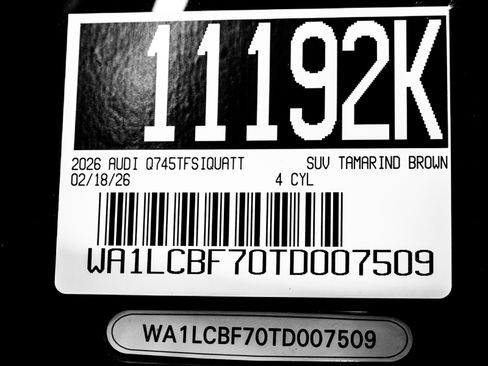 11192K
2026 AUDI Q745TFSIQUATT SUV TAMARIND BROWN
02/18/26 4 CYL
WA1LCBF70TD007509
WA1LCBF70TD007509